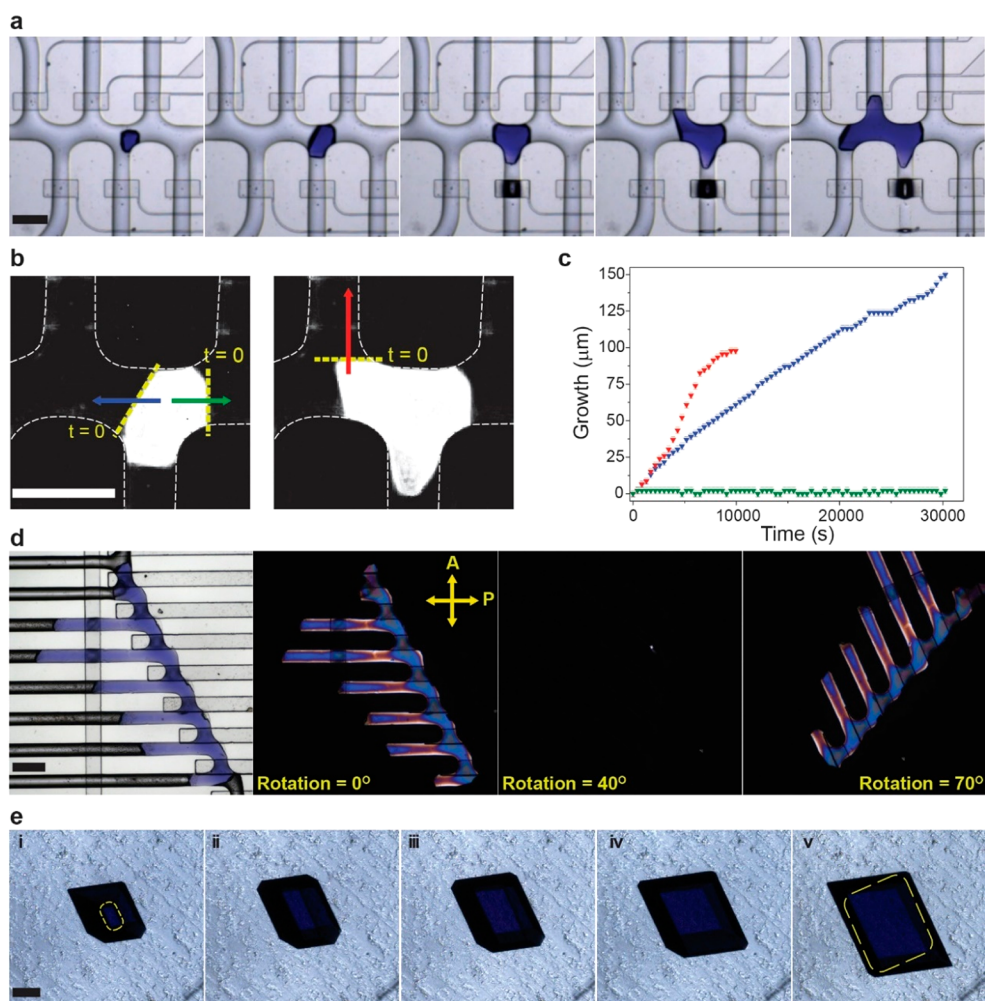 a
b
t = 0
t = 0
t = 0
c
Growth (μm)
150
125
100
75
50
25
0
0 10000 20000 30000
Time (s)
d
A
P
Rotation = 0°
Rotation = 40°
Rotation = 70°
e
i ii iii iv v